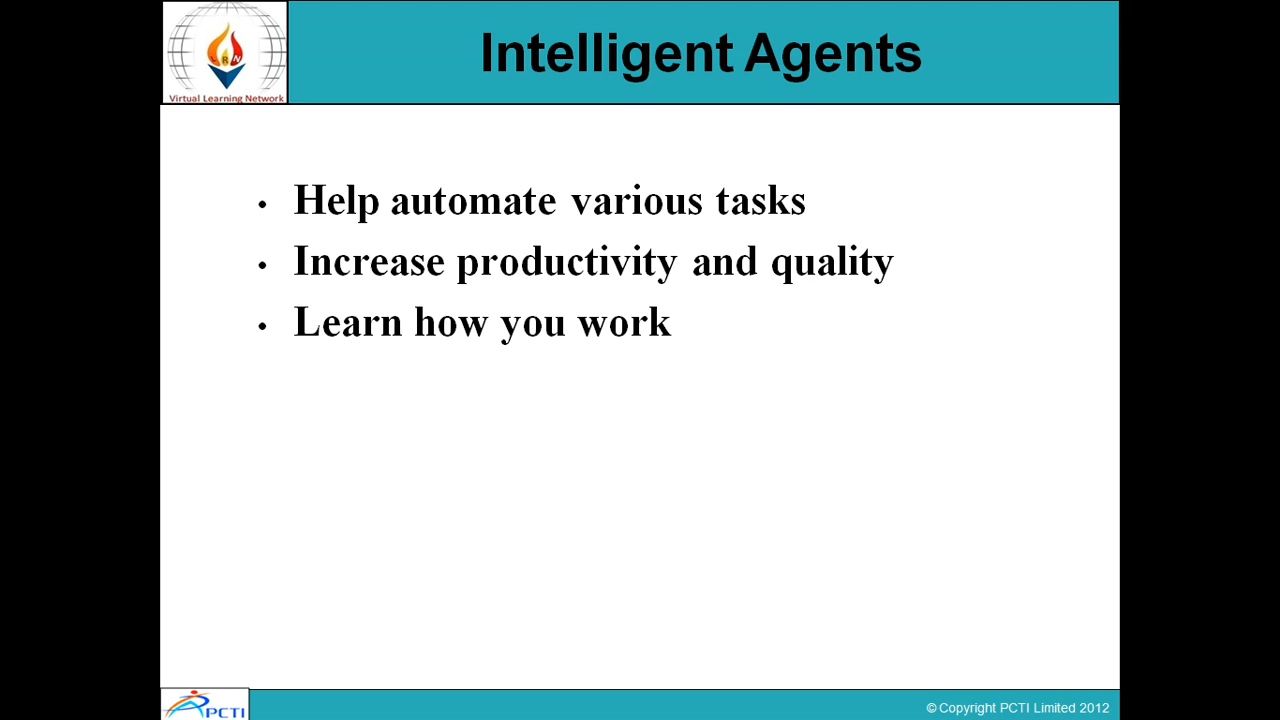 Intelligent Agents
Virtual Learning Network
• Help automate various tasks
• Increase productivity and quality
• Learn how you work
PCTI
© Copyright PCTI Limited 2012